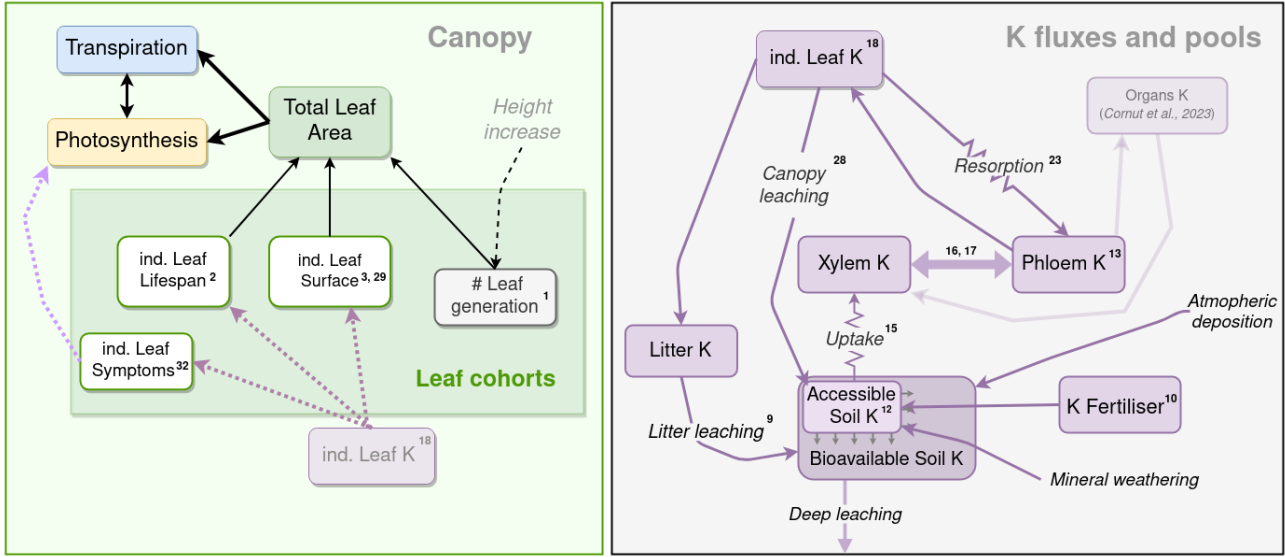 Canopy
Transpiration
Photosynthesis
Total Leaf
Area
Height
increase
ind. Leaf
Lifespan 2
ind. Leaf
Surface 3, 29
# Leaf
generation 1
ind. Leaf
Symptoms 32
Leaf cohorts
ind. Leaf K 18
K fluxes and pools
ind. Leaf K 18
Organs K
(Cornut et al., 2023)
Canopy 28
leaching
Resorption 23
Xylem K
16, 17
Phloem K 13
Atmopheric
deposition
Litter K
Uptake 15
Accessible
Soil K 12
K Fertiliser 10
Litter leaching 9
Bioavailable Soil K
Mineral weathering
Deep leaching